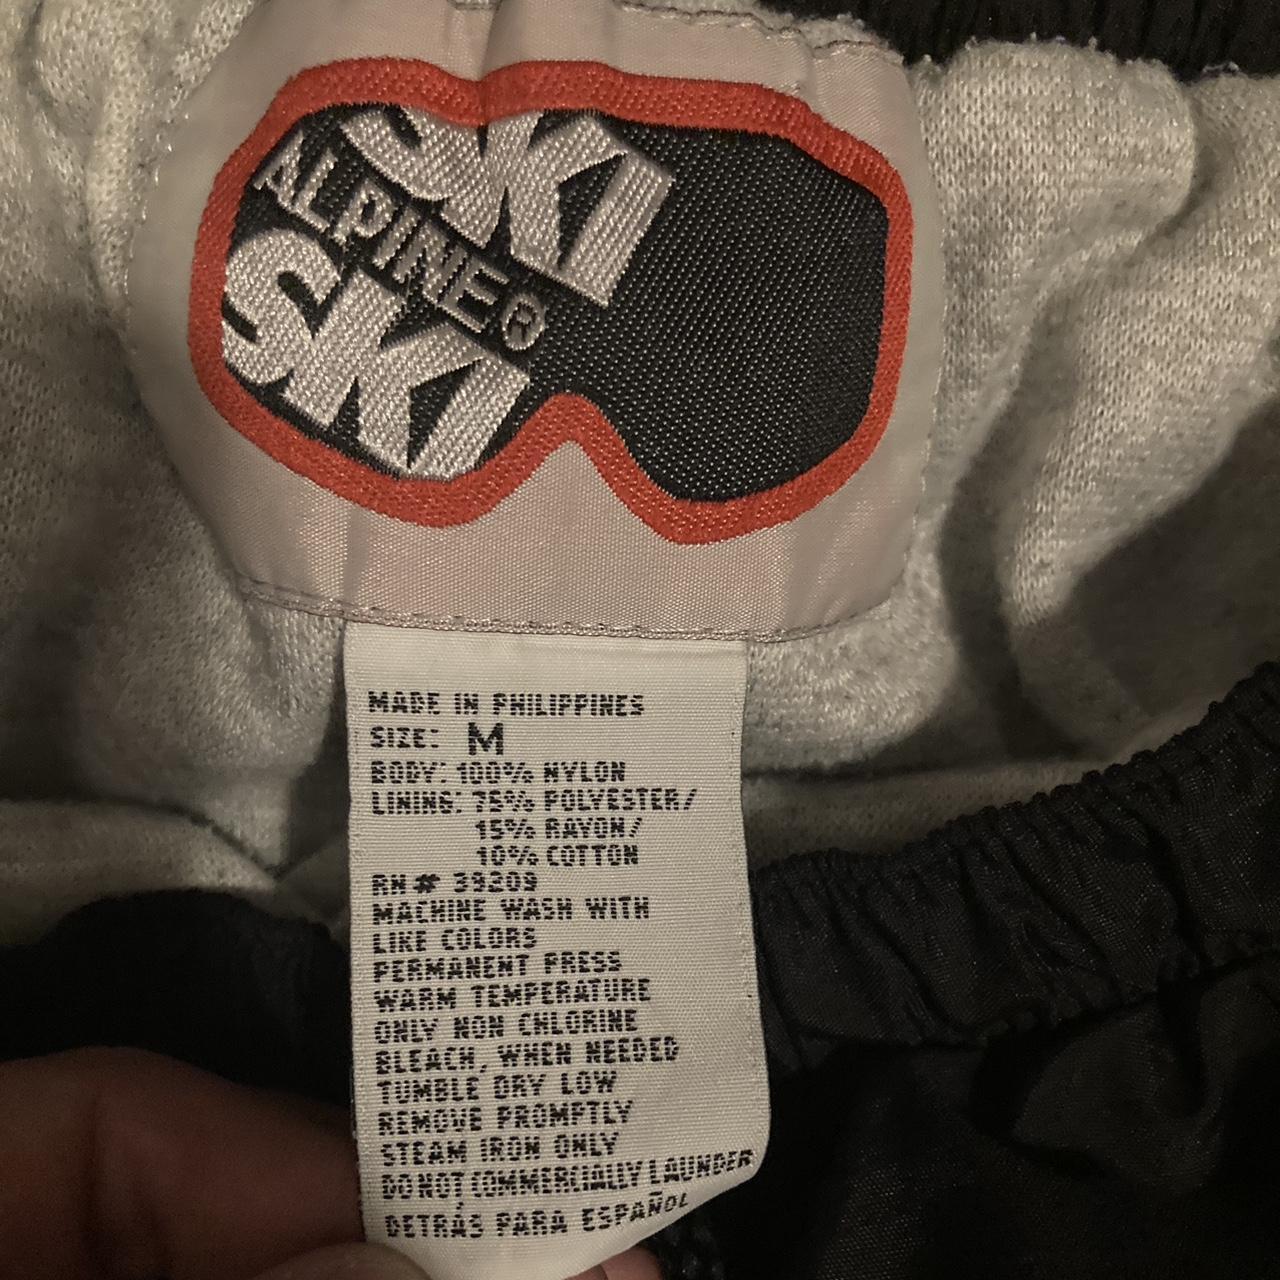 SKI
ALPINE®
SKI
MADE IN PHILIPPINES
SIZE: M
BODY: 100% NYLON
LINING: 75% POLYESTER/
15% RAYON/
10% COTTON
RN# 39209
MACHINE WASH WITH
LIKE COLORS
PERMANENT PRESS
WARM TEMPERATURE
ONLY NON CHLORINE
BLEACH, WHEN NEEDED
TUMBLE DRY LOW
REMOVE PROMPTLY
STEAM IRON ONLY
DO NOT COMMERCIALLY LAUNDER
DETRÁS PARA ESPAÑOL